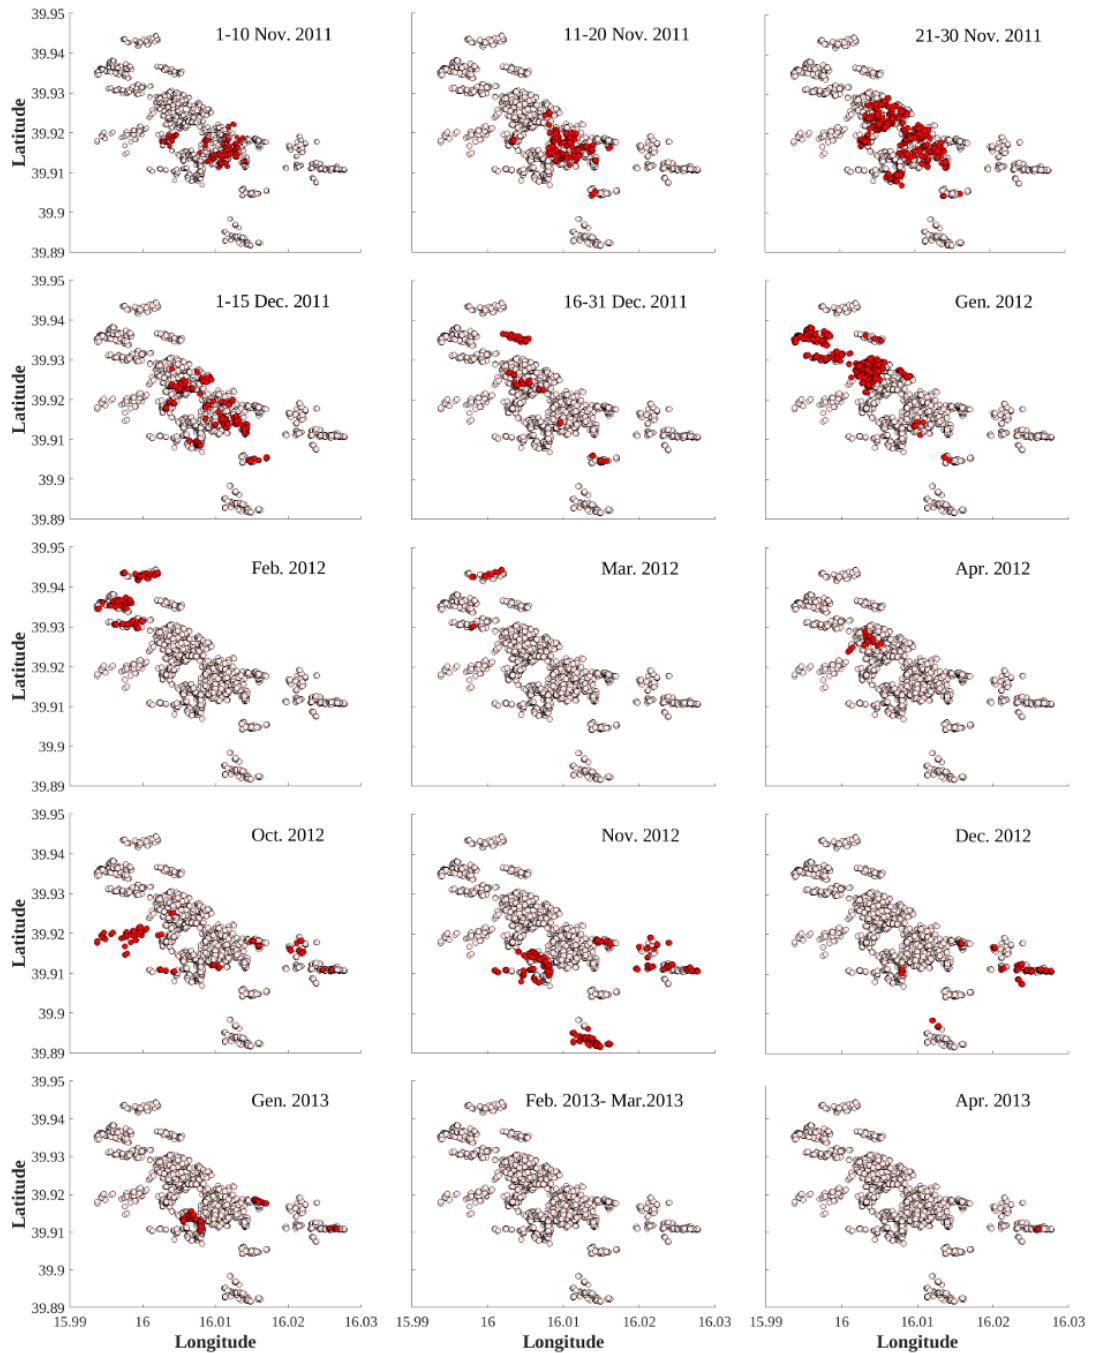 39.95
39.94
39.93
39.92
39.91
39.9
39.89
Latitude
1-10 Nov. 2011
11-20 Nov. 2011
21-30 Nov. 2011
39.95
39.94
39.93
39.92
39.91
39.9
39.89
Latitude
1-15 Dec. 2011
16-31 Dec. 2011
Gen. 2012
39.95
39.94
39.93
39.92
39.91
39.9
39.89
Latitude
Feb. 2012
Mar. 2012
Apr. 2012
39.95
39.94
39.93
39.92
39.91
39.9
39.89
Latitude
Oct. 2012
Nov. 2012
Dec. 2012
39.95
39.94
39.93
39.92
39.91
39.9
39.89
Latitude
Gen. 2013
Feb. 2013- Mar.2013
Apr. 2013
15.99 16 16.01 16.02 16.03
16 16.01 16.02 16.03
15.99 16 16.01 16.02 16.03
Longitude
Longitude
Longitude